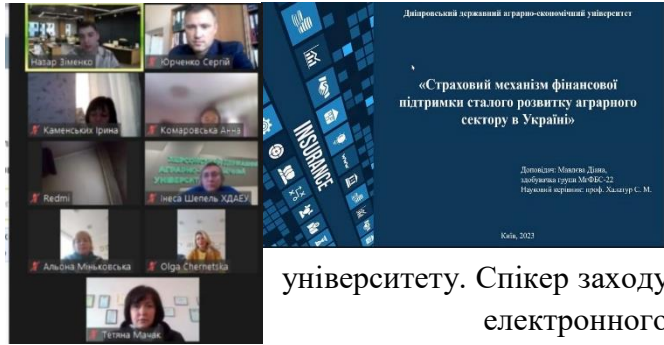 Назар Зіменко
Юрченко Сергій
Каменських Ірина
Комаровська Анна
Redmi
Інеса Шепель ХДАЕУ
Альона Міньковська
Olga Chernetska
Тетяна Мачак
Дніпровський державний аграрно-економічний університет
«Страховий механізм фінансової
підтримки сталого розвитку аграрного
сектору в Україні»
INSURANCE
Доповідач: Діана,
здобувачка групи МгФБС-22
Науковий керівник: проф. Халатур С. М.
Київ, 2023
університету. Спікер заходу
електронного